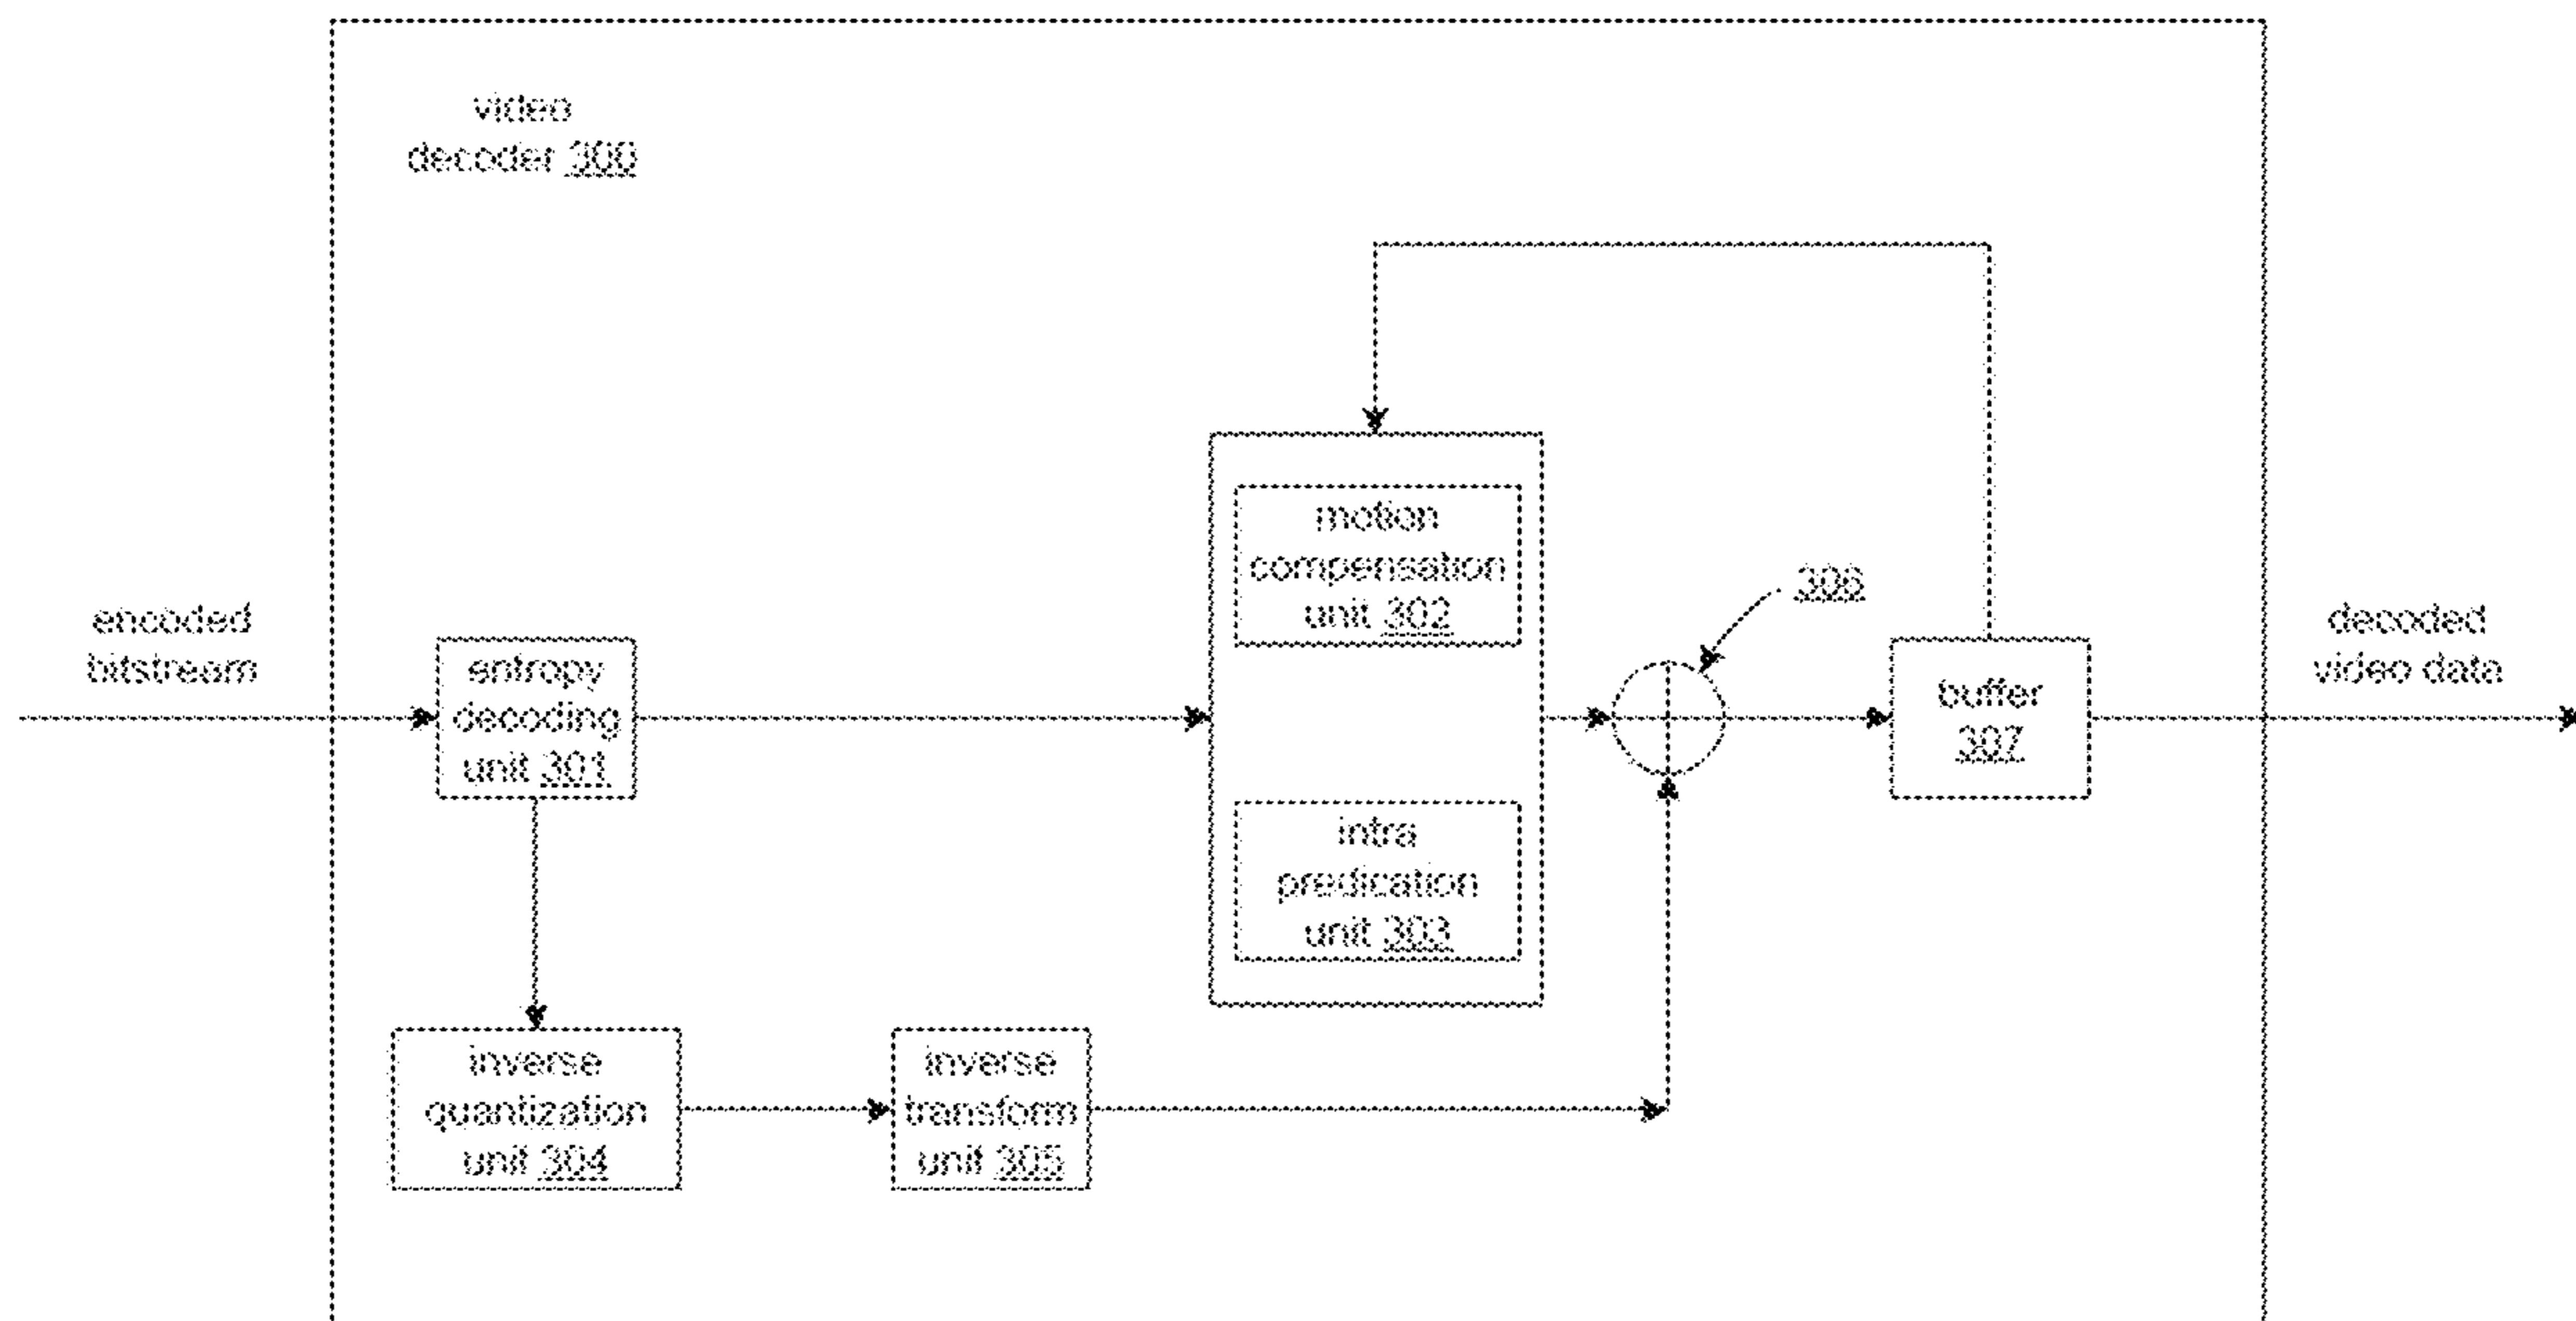 video
decoder 300
motion
compensation
unit 302
306
encoded
bitstream
entropy
decoding
unit 301
buffer
307
decoded
video data
intra
predication
unit 303
inverse
quantization
unit 304
inverse
transform
unit 305